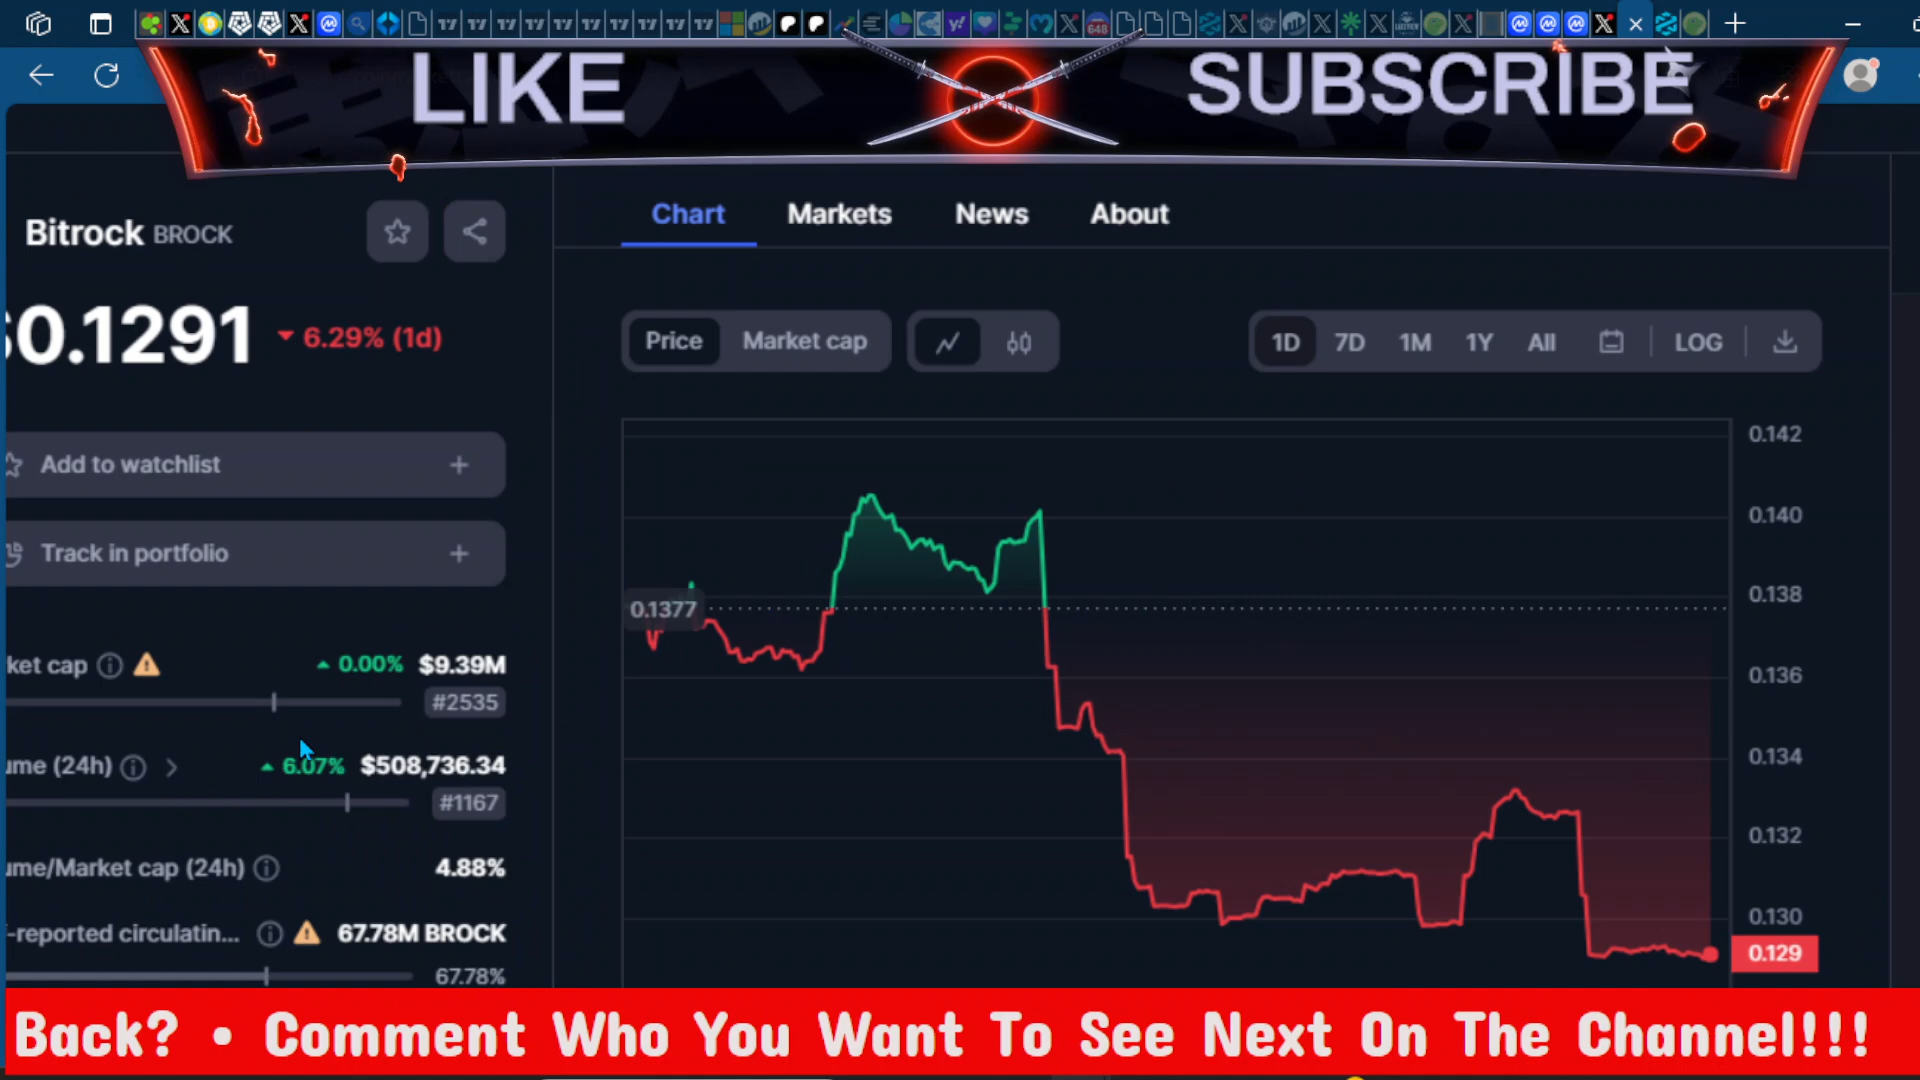 LIKE
SUBSCRIBE
Bitrock BROCK
Chart Markets News About
0.1291 6.29% (1d)
Price Market cap
1D 7D 1M 1Y All LOG
Add to watchlist +
Track in portfolio +
ket cap 0.00% $9.39M
#2535
ume (24h) > 6.07% $508,736.34
#1167
ume/Market cap (24h) 4.88%
-reported circulatin... 67.78M BROCK
67.78%
0.142
0.140
0.138
0.1377
0.136
0.134
0.132
0.130
0.129
Back? • Comment Who You Want To See Next On The Channel!!!